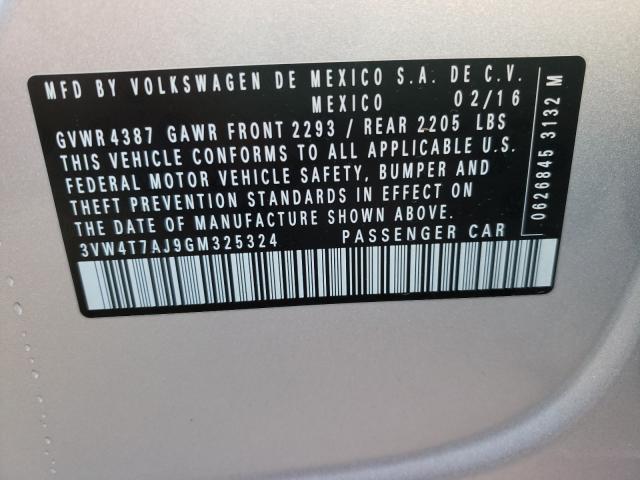 MFD BY VOLKSWAGEN DE MEXICO S.A. DE C.V.
MEXICO 02/16
GVWR 4387 GAWR FRONT 2293 / REAR 2205 LBS
THIS VEHICLE CONFORMS TO ALL APPLICABLE U.S.
FEDERAL MOTOR VEHICLE SAFETY, BUMPER AND
THEFT PREVENTION STANDARDS IN EFFECT ON
THE DATE OF MANUFACTURE SHOWN ABOVE.
3VW4T7AJ9GM325324 PASSENGER CAR
0626845 3132 M